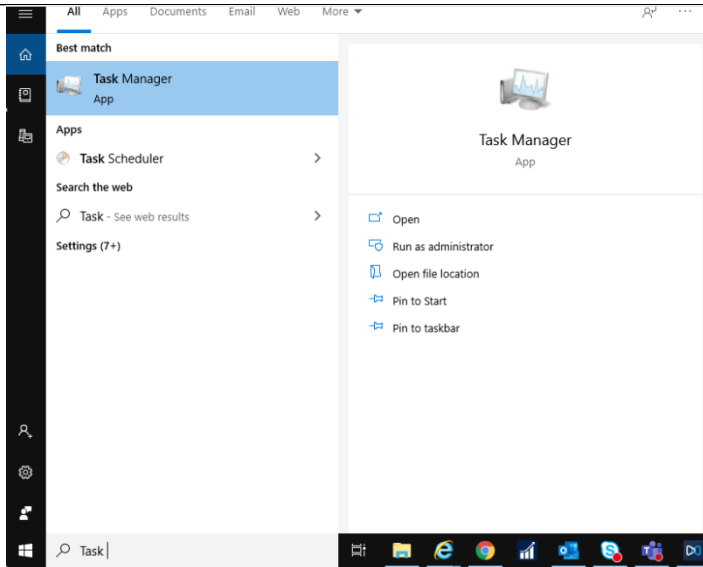 All Apps Documents Email Web More
Best match
Task Manager
App
Apps
Task Scheduler
Search the web
Task - See web results
Settings (7+)
Task Manager
App
Open
Run as administrator
Open file location
Pin to Start
Pin to taskbar
Task